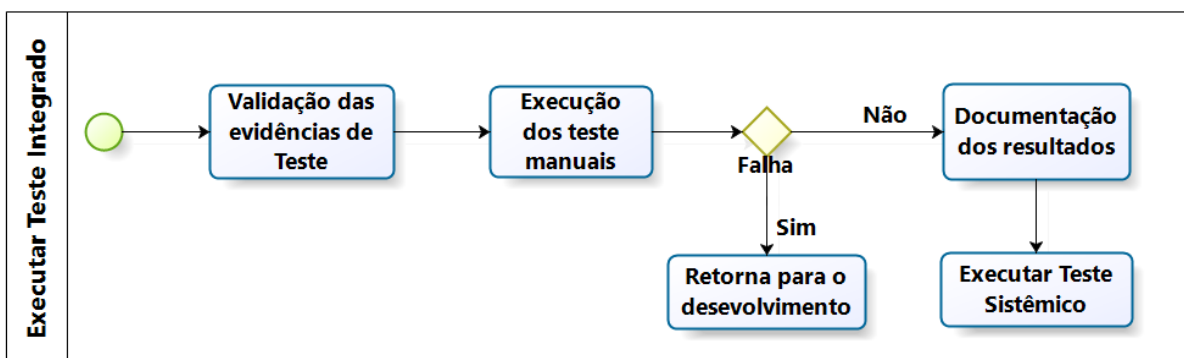 Executar Teste Integrado
Validação das
evidências de
Teste
Execução
dos teste
manuais
Falha
Não
Documentação
dos resultados
Sim
Retorna para o
desevolvimento
Executar Teste
Sistêmico